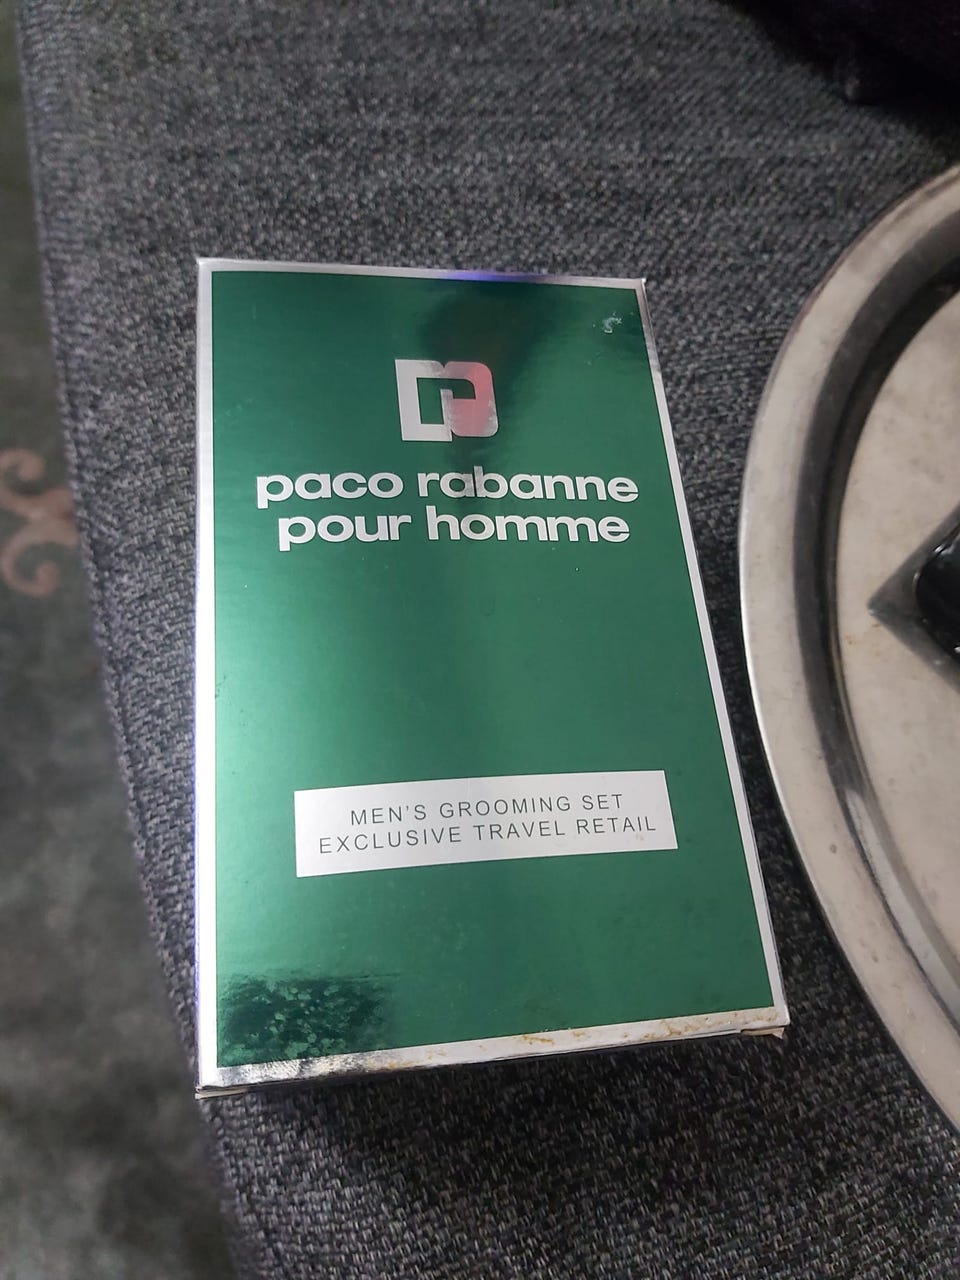 paco rabanne
pour homme
MEN'S GROOMING SET
EXCLUSIVE TRAVEL RETAIL